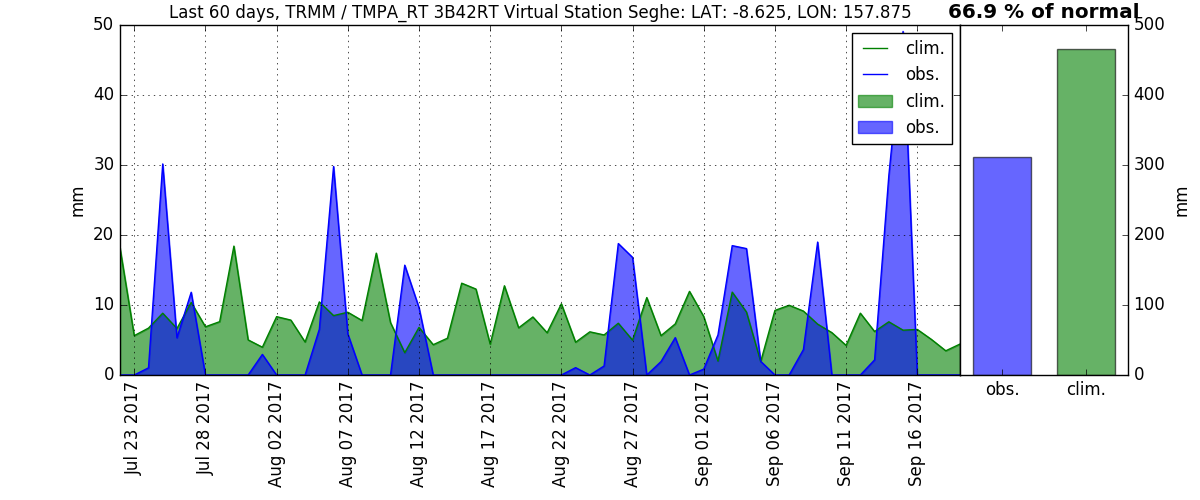 Last 60 days, TRMM / TMPA_RT 3B42RT Virtual Station Seghe: LAT: -8.625, LON: 157.875
66.9 % of normal
50
40
30
20
10
0
mm
clim.
obs.
clim.
obs.
500
400
300
200
100
0
mm
obs.
clim.
Jul 23 2017
Jul 28 2017
Aug 02 2017
Aug 07 2017
Aug 12 2017
Aug 17 2017
Aug 22 2017
Aug 27 2017
Sep 01 2017
Sep 06 2017
Sep 11 2017
Sep 16 2017